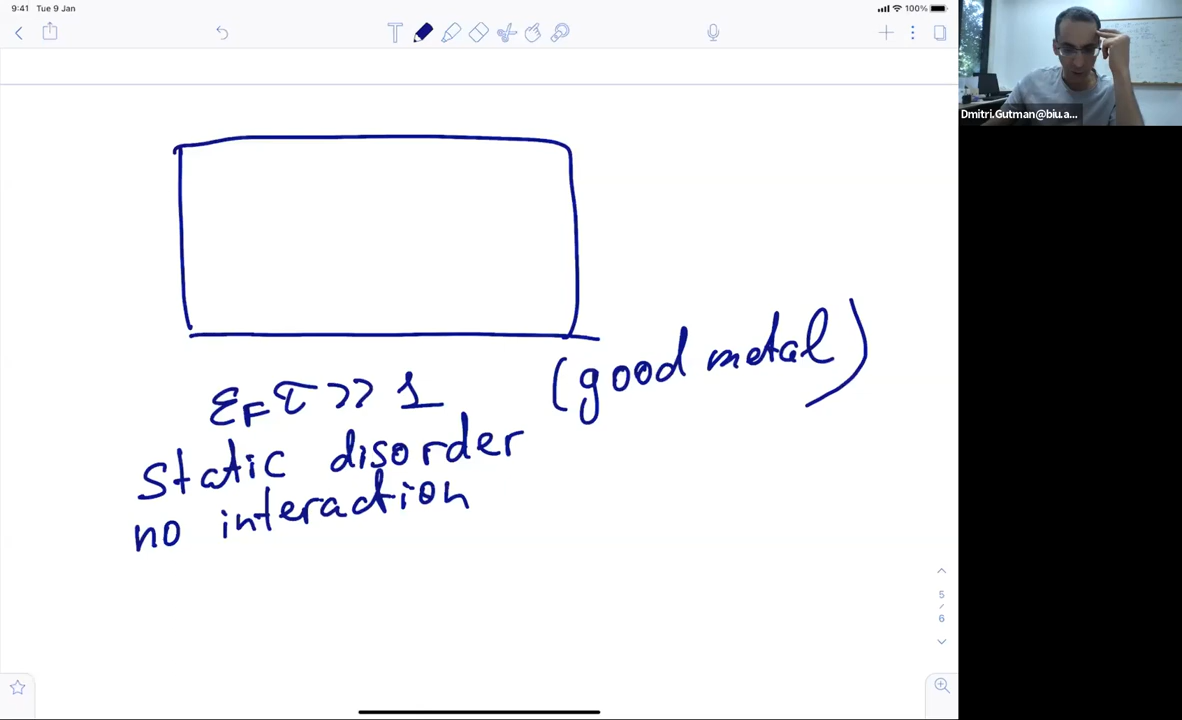 9:41 Tue 9 Jan
100%
T
Dmitri.Gutman@biu.a...
(good metal)
ε_F τ >> 1
static disorder
no interaction
5
/
6